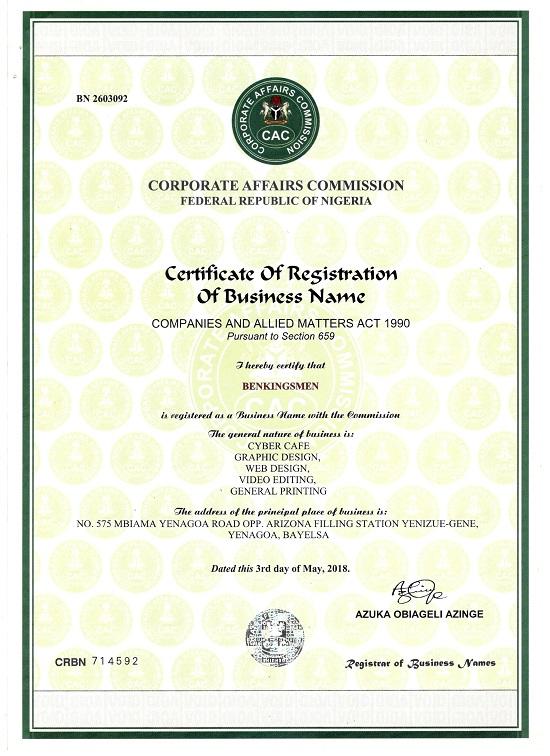 BN 2603092
CORPORATE AFFAIRS COMMISSION
CAC
CORPORATE AFFAIRS COMMISSION
FEDERAL REPUBLIC OF NIGERIA
Certificate Of Registration
Of Business Name
COMPANIES AND ALLIED MATTERS ACT 1990
Pursuant to Section 659
I hereby certify that
BENKINGSMEN
is registered as a Business Name with the Commission
The general nature of business is:
CYBER CAFE
GRAPHIC DESIGN,
WEB DESIGN,
VIDEO EDITING,
GENERAL PRINTING
The address of the principal place of business is:
NO. 575 MBIAMA YENAGOA ROAD OPP. ARIZONA FILLING STATION YENIZUE-GENE,
YENAGOA, BAYELSA
Dated this 3rd day of May, 2018.
AZUKA OBIAGELI AZINGE
CRBN 714592
Registrar of Business Names